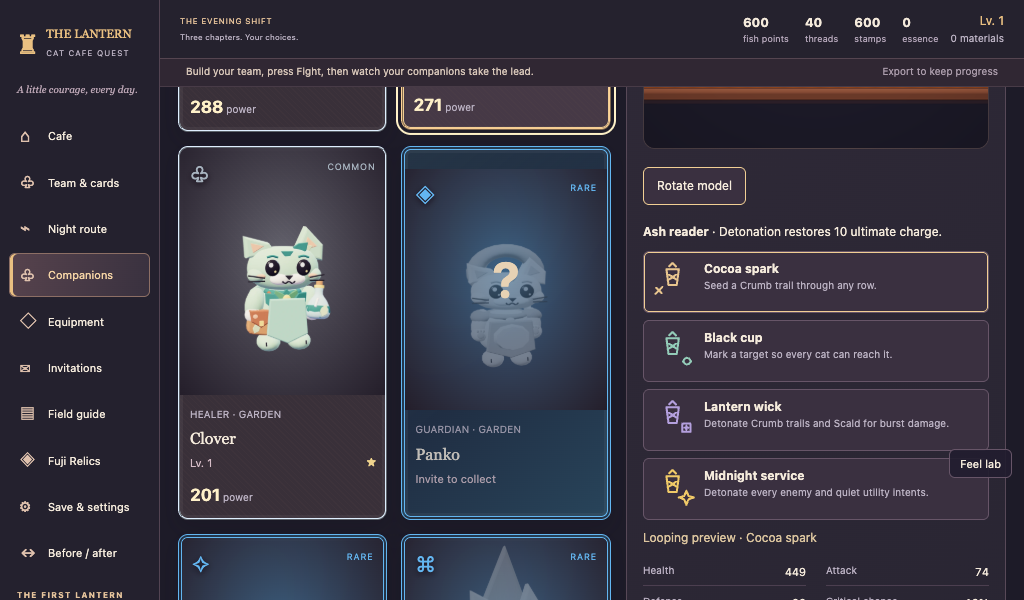 THE LANTERN
CAT CAFE QUEST
A little courage, every day.
Cafe
Team & cards
Night route
Companions
Equipment
Invitations
Field guide
Fuji Relics
Save & settings
Before / after
THE FIRST LANTERN
THE EVENING SHIFT
Three chapters. Your choices.
600 fish points
40 threads
600 stamps
0 essence
Lv. 1
0 materials
Build your team, press Fight, then watch your companions take the lead.
Export to keep progress
288 power
271 power
COMMON
HEALER · GARDEN
Clover
Lv. 1
201 power
RARE
?
GUARDIAN · GARDEN
Panko
Invite to collect
RARE
RARE
Rotate model
Ash reader · Detonation restores 10 ultimate charge.
Cocoa spark
Seed a Crumb trail through any row.
Black cup
Mark a target so every cat can reach it.
Lantern wick
Detonate Crumb trails and Scald for burst damage.
Feel lab
Midnight service
Detonate every enemy and quiet utility intents.
Looping preview · Cocoa spark
Health 449
Attack 74